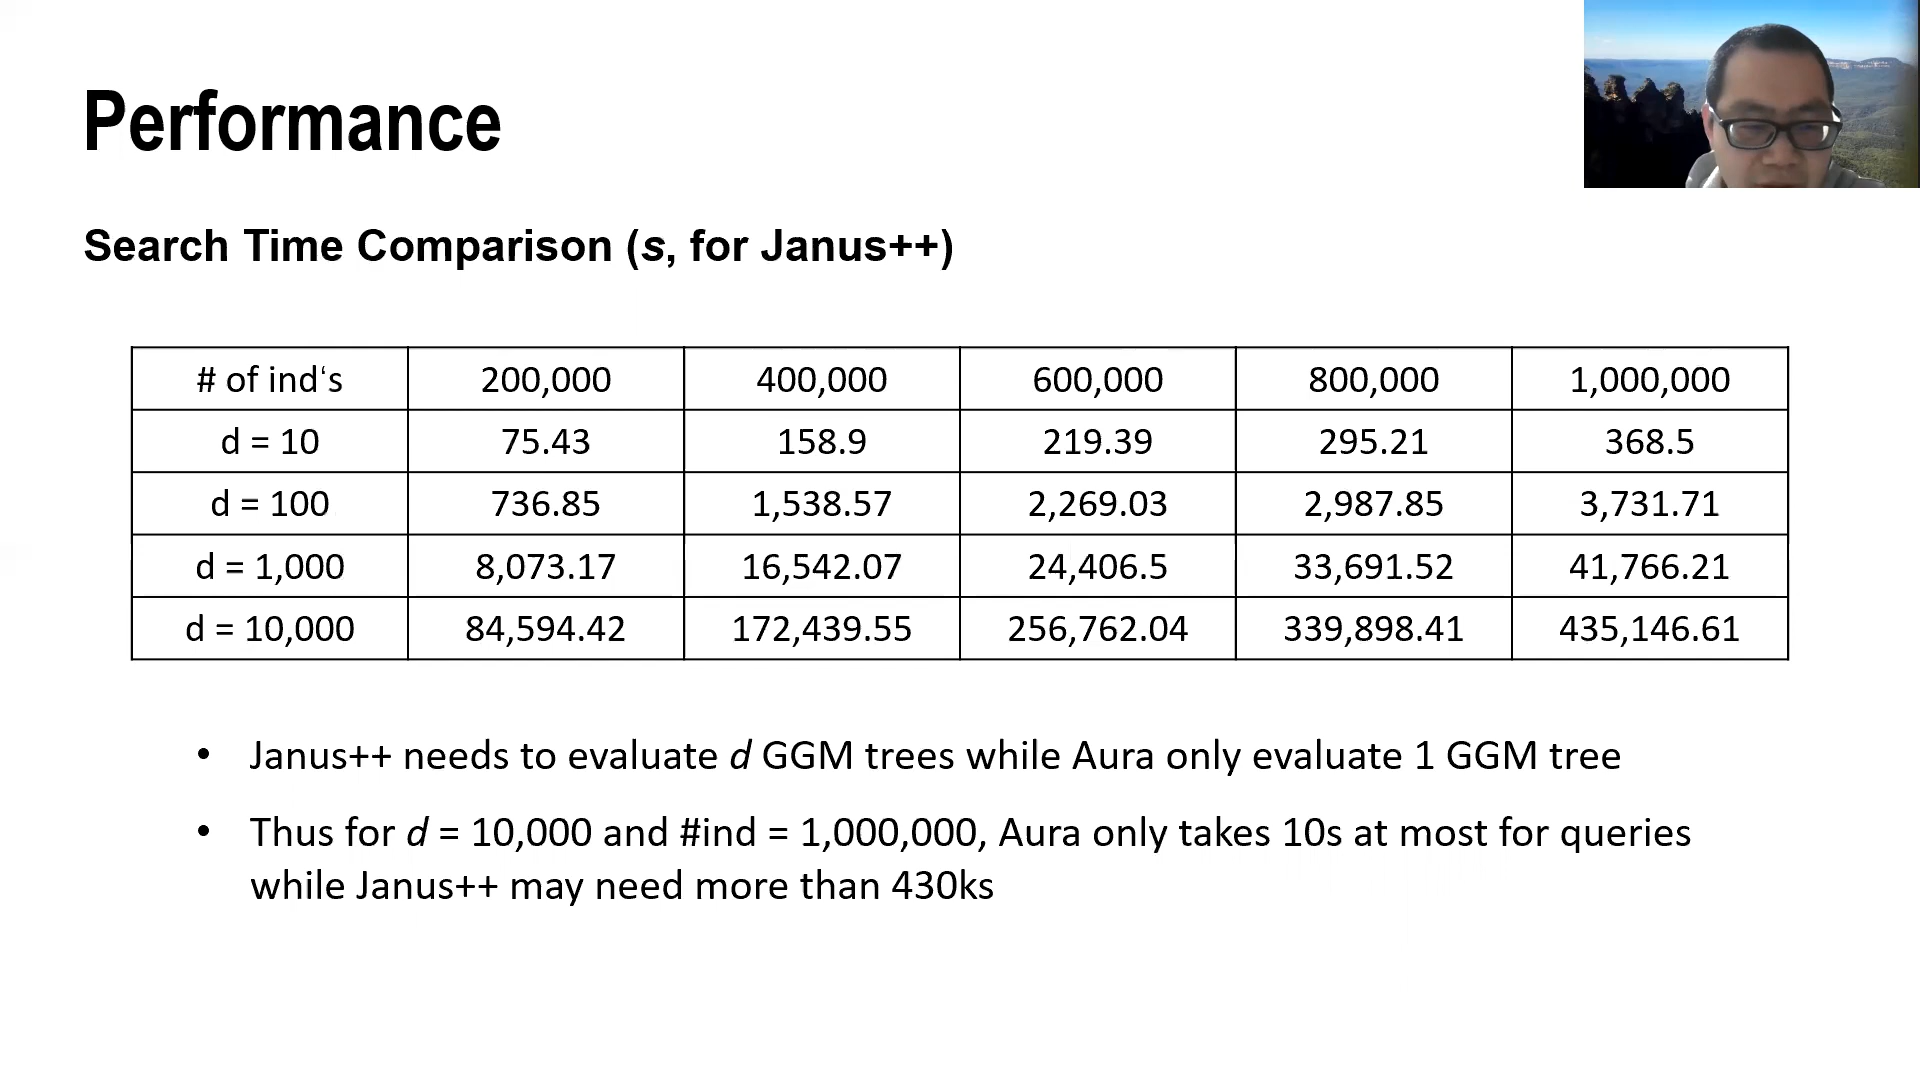 Performance
Search Time Comparison (s, for Janus++)
# of ind‘s 200,000 400,000 600,000 800,000 1,000,000
d = 10 75.43 158.9 219.39 295.21 368.5
d = 100 736.85 1,538.57 2,269.03 2,987.85 3,731.71
d = 1,000 8,073.17 16,542.07 24,406.5 33,691.52 41,766.21
d = 10,000 84,594.42 172,439.55 256,762.04 339,898.41 435,146.61
• Janus++ needs to evaluate d GGM trees while Aura only evaluate 1 GGM tree
• Thus for d = 10,000 and #ind = 1,000,000, Aura only takes 10s at most for queries
while Janus++ may need more than 430ks